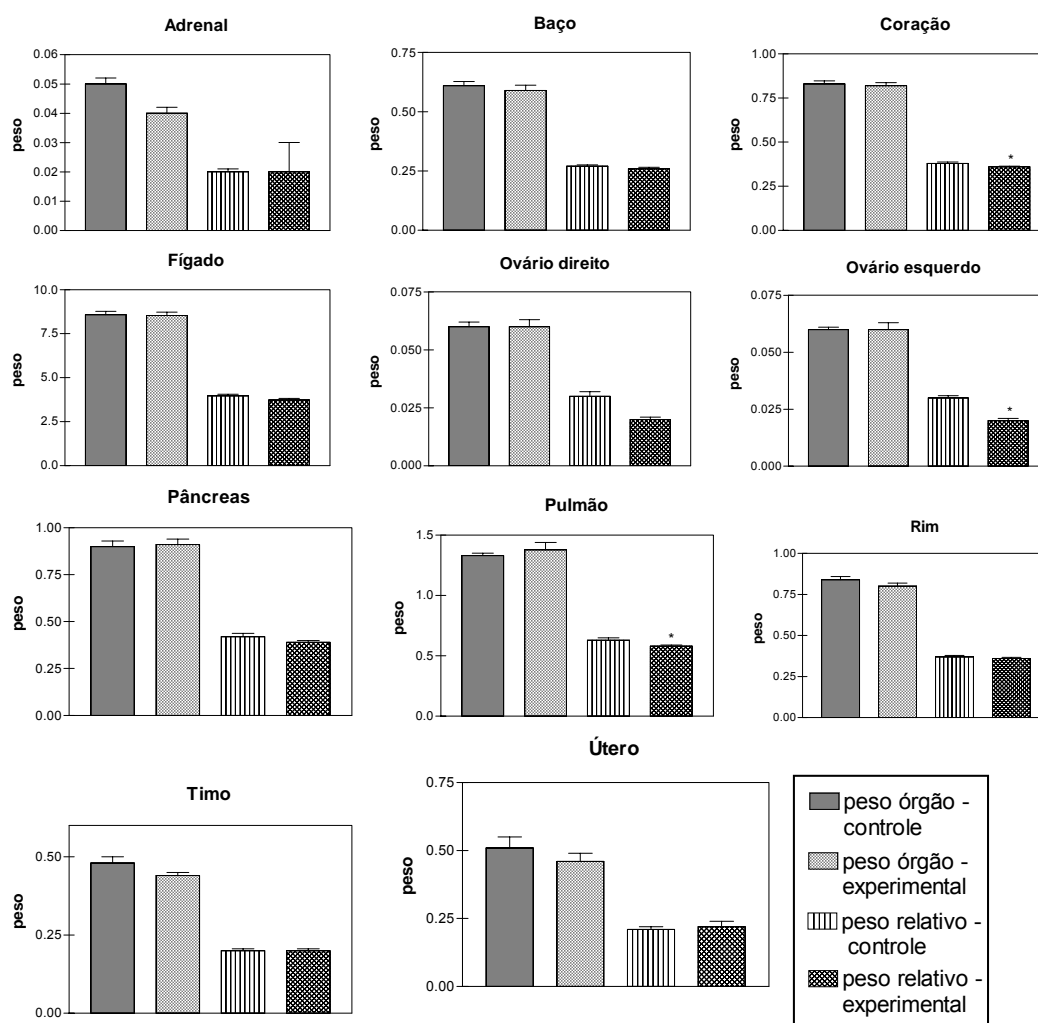 Adrenal
0.06
0.05
0.04
0.03
0.02
0.01
0.00
peso
Baço
0.75
0.50
0.25
0.00
peso
Coração
1.00
0.75
0.50
0.25
0.00
peso
*
Fígado
10.0
7.5
5.0
2.5
0.0
peso
Ovário direito
0.075
0.050
0.025
0.000
peso
Ovário esquerdo
0.075
0.050
0.025
0.000
peso
*
Pâncreas
1.00
0.75
0.50
0.25
0.00
peso
Pulmão
1.5
1.0
0.5
0.0
peso
*
Rim
1.00
0.75
0.50
0.25
0.00
peso
Timo
0.50
0.25
0.00
peso
Útero
0.75
0.50
0.25
0.00
peso
peso órgão -
controle
peso órgão -
experimental
peso relativo -
controle
peso relativo -
experimental